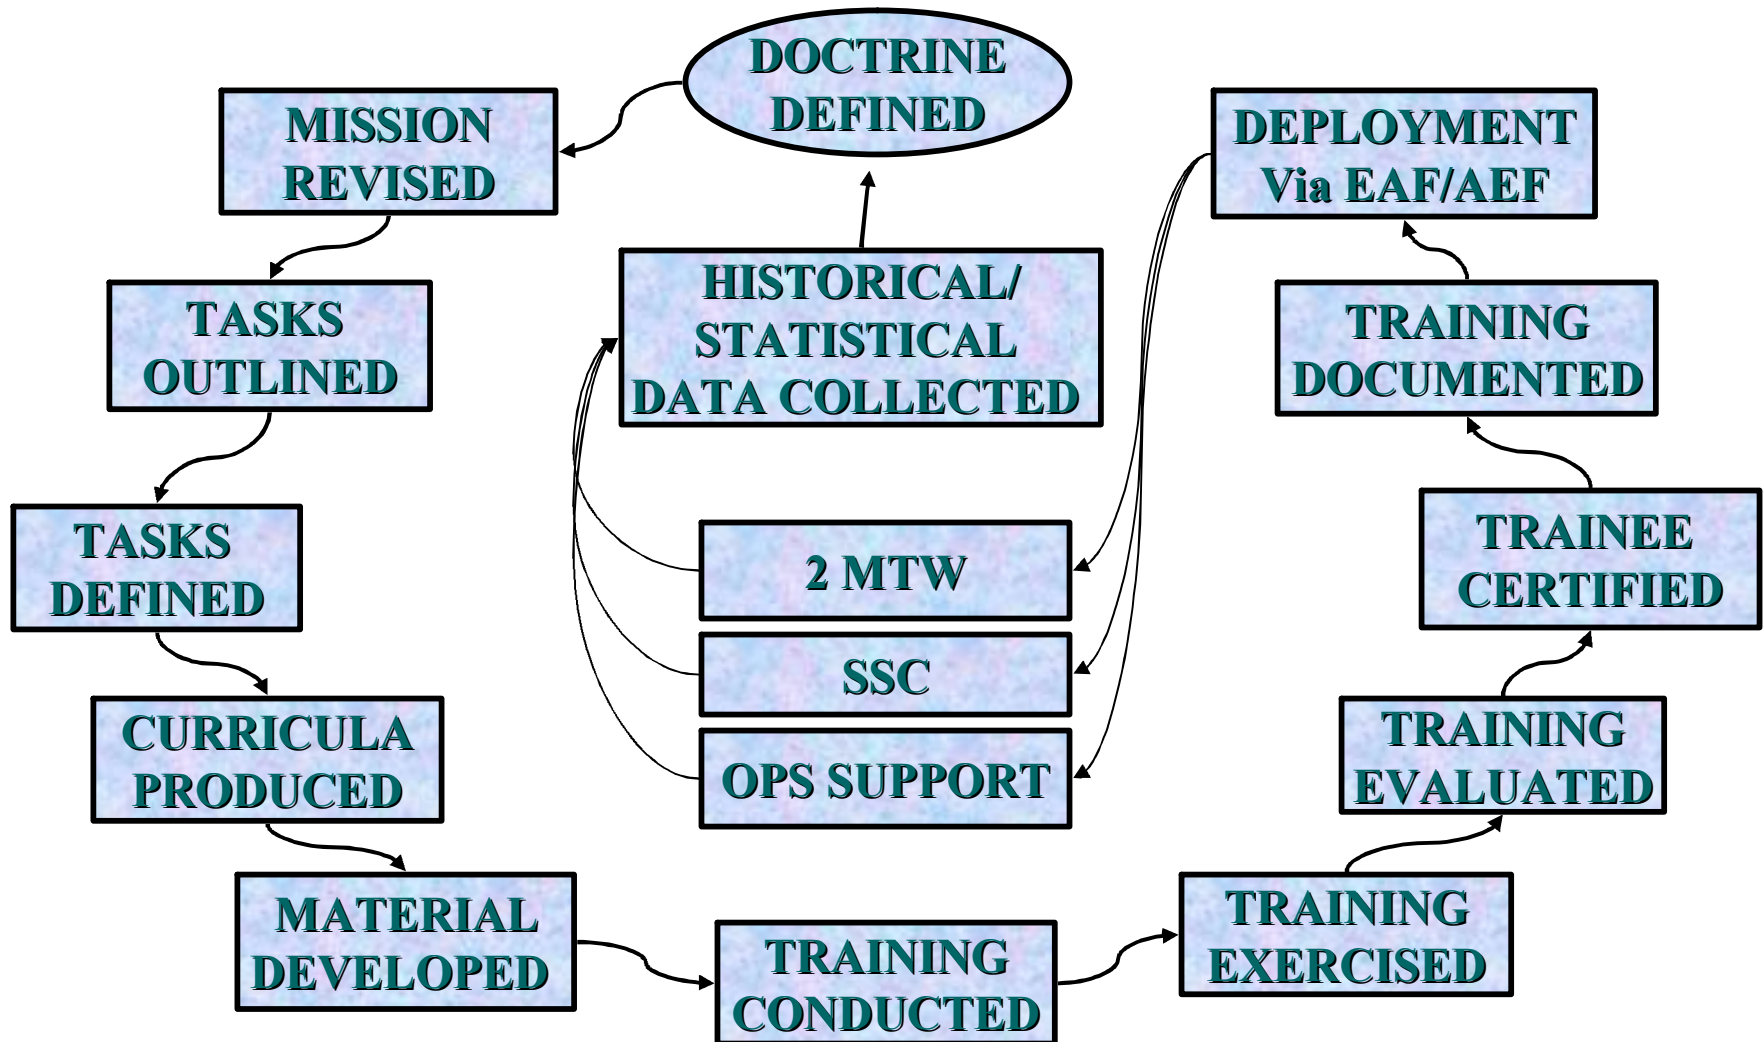 DOCTRINE
DEFINED
MISSION
REVISED
TASKS
OUTLINED
TASKS
DEFINED
CURRICULA
PRODUCED
MATERIAL
DEVELOPED
TRAINING
CONDUCTED
TRAINING
EXERCISED
TRAINING
EVALUATED
TRAINEE
CERTIFIED
TRAINING
DOCUMENTED
DEPLOYMENT
Via EAF/AEF
2 MTW
SSC
OPS SUPPORT
HISTORICAL/
STATISTICAL
DATA COLLECTED